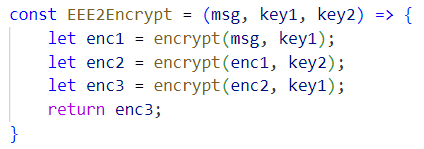 const EEE2Encrypt = (msg, key1, key2) => {
    let enc1 = encrypt(msg, key1);
    let enc2 = encrypt(enc1, key2);
    let enc3 = encrypt(enc2, key1);
    return enc3;
}